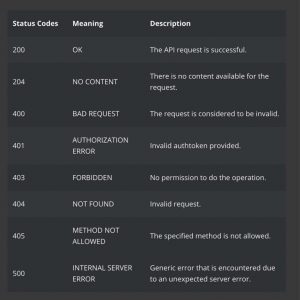 Status Codes Meaning Description
200 OK The API request is successful.
204 NO CONTENT There is no content available for the
request.
400 BAD REQUEST The request is considered to be invalid.
401 AUTHORIZATION
ERROR Invalid authtoken provided.
403 FORBIDDEN No permission to do the operation.
404 NOT FOUND Invalid request.
405 METHOD NOT
ALLOWED The specified method is not allowed.
500 INTERNAL SERVER
ERROR Generic error that is encountered due
to an unexpected server error.